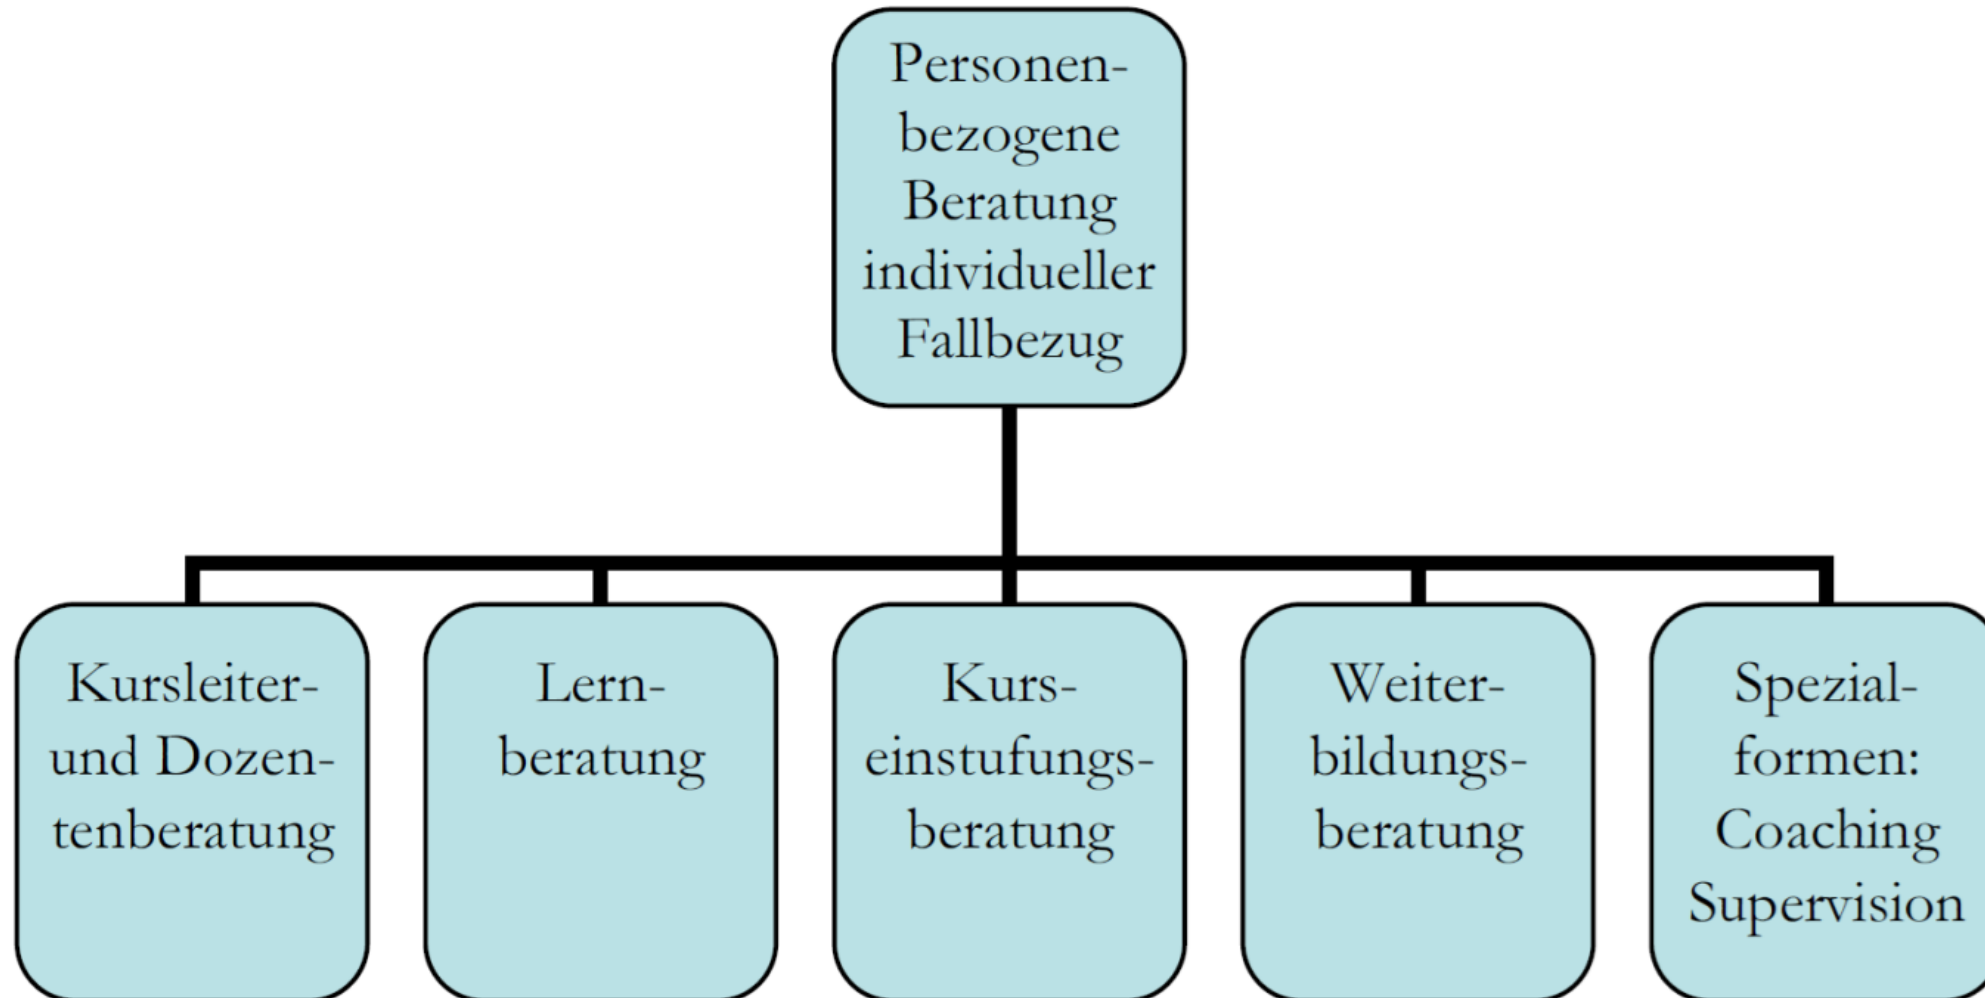 Personen-
bezogene
Beratung
individueller
Fallbezug
Kursleiter-
und Dozen-
tenberatung
Lern-
beratung
Kurs-
einstufungs-
beratung
Weiter-
bildungs-
beratung
Spezial-
formen:
Coaching
Supervision